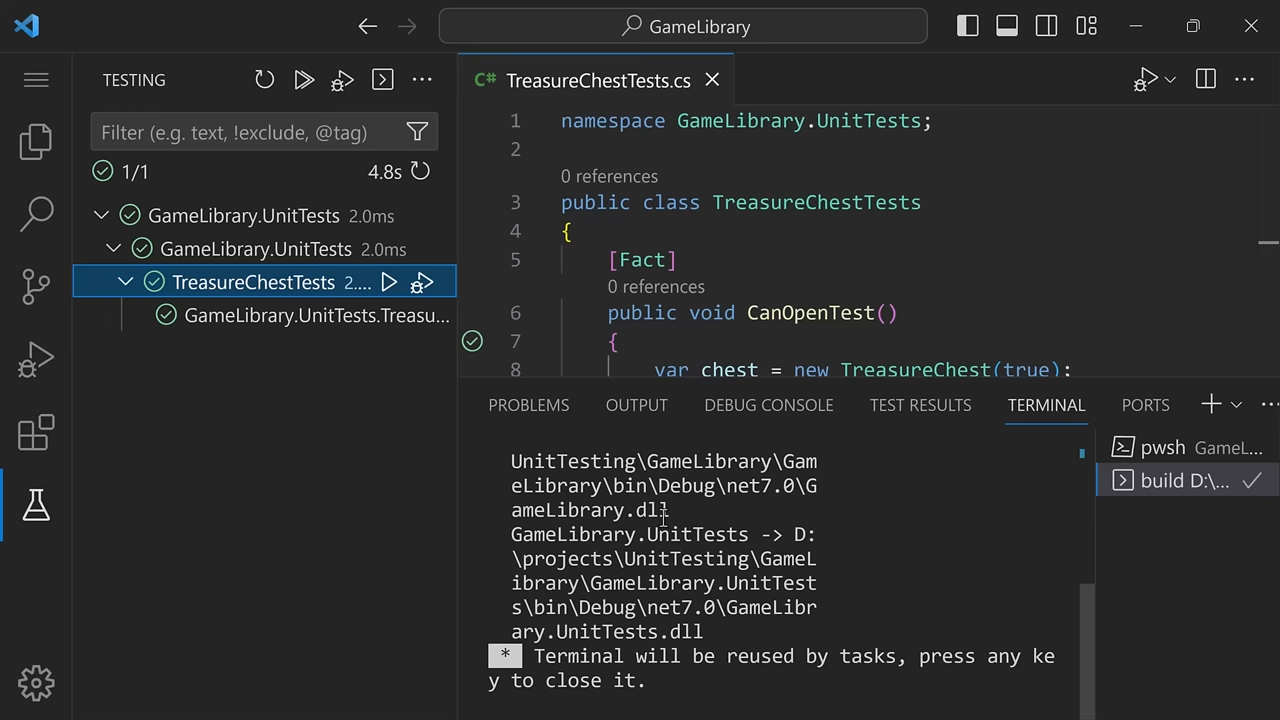 GameLibrary
TESTING
Filter (e.g. text, !exclude, @tag)
1/1
4.8s
GameLibrary.UnitTests 2.0ms
GameLibrary.UnitTests 2.0ms
TreasureChestTests 2....
GameLibrary.UnitTests.Treasu...
C# TreasureChestTests.cs
1 namespace GameLibrary.UnitTests;
2
0 references
3 public class TreasureChestTests
4 {
5 [Fact]
0 references
6 public void CanOpenTest()
7 {
8 var chest = new TreasureChest(true);
PROBLEMS OUTPUT DEBUG CONSOLE TEST RESULTS TERMINAL PORTS
UnitTesting\GameLibrary\Gam
eLibrary\bin\Debug\net7.0\G
ameLibrary.dll
GameLibrary.UnitTests -> D:
\projects\UnitTesting\GameL
ibrary\GameLibrary.UnitTest
s\bin\Debug\net7.0\GameLibr
ary.UnitTests.dll
* Terminal will be reused by tasks, press any ke
y to close it.
pwsh GameL...
build D:\...